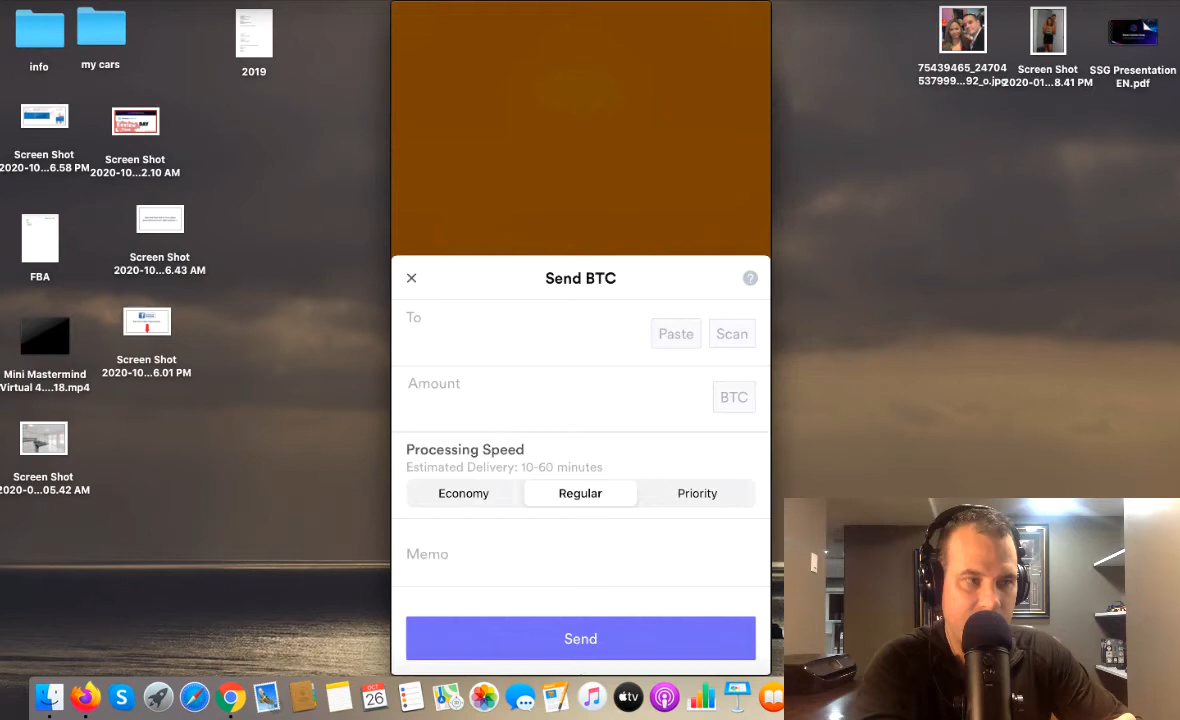 info
my cars
2019
75439465_24704
537999...92_o.jpg
Screen Shot
2020-01...8.41 PM
SSG Presentation
EN.pdf
Screen Shot
2020-10...6.58 PM
Screen Shot
2020-10...2.10 AM
FBA
Screen Shot
2020-10...6.43 AM
Mini Mastermind
Virtual 4....18.mp4
Screen Shot
2020-10...6.01 PM
Screen Shot
2020-0...05.42 AM
Send BTC
?
To
Paste
Scan
Amount
BTC
Processing Speed
Estimated Delivery: 10-60 minutes
Economy
Regular
Priority
Memo
Send
OCT
26
tv